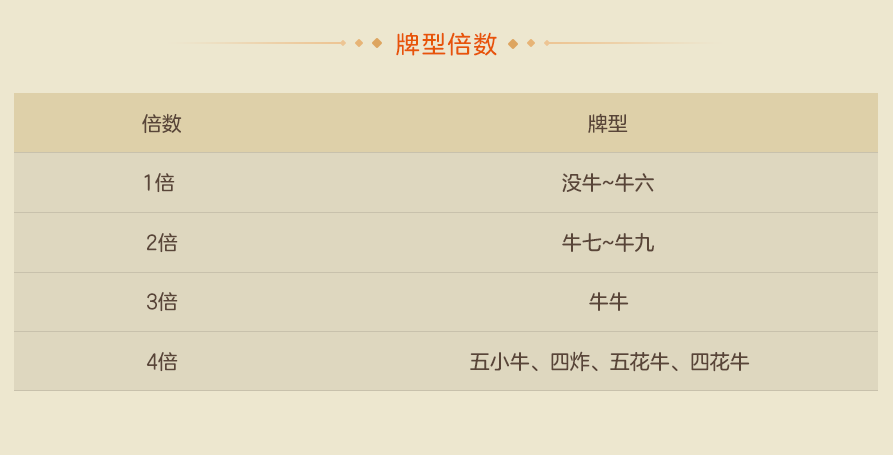 牌型倍数
倍数 牌型
1倍 没牛~牛六
2倍 牛七~牛九
3倍 牛牛
4倍 五小牛、四炸、五花牛、四花牛